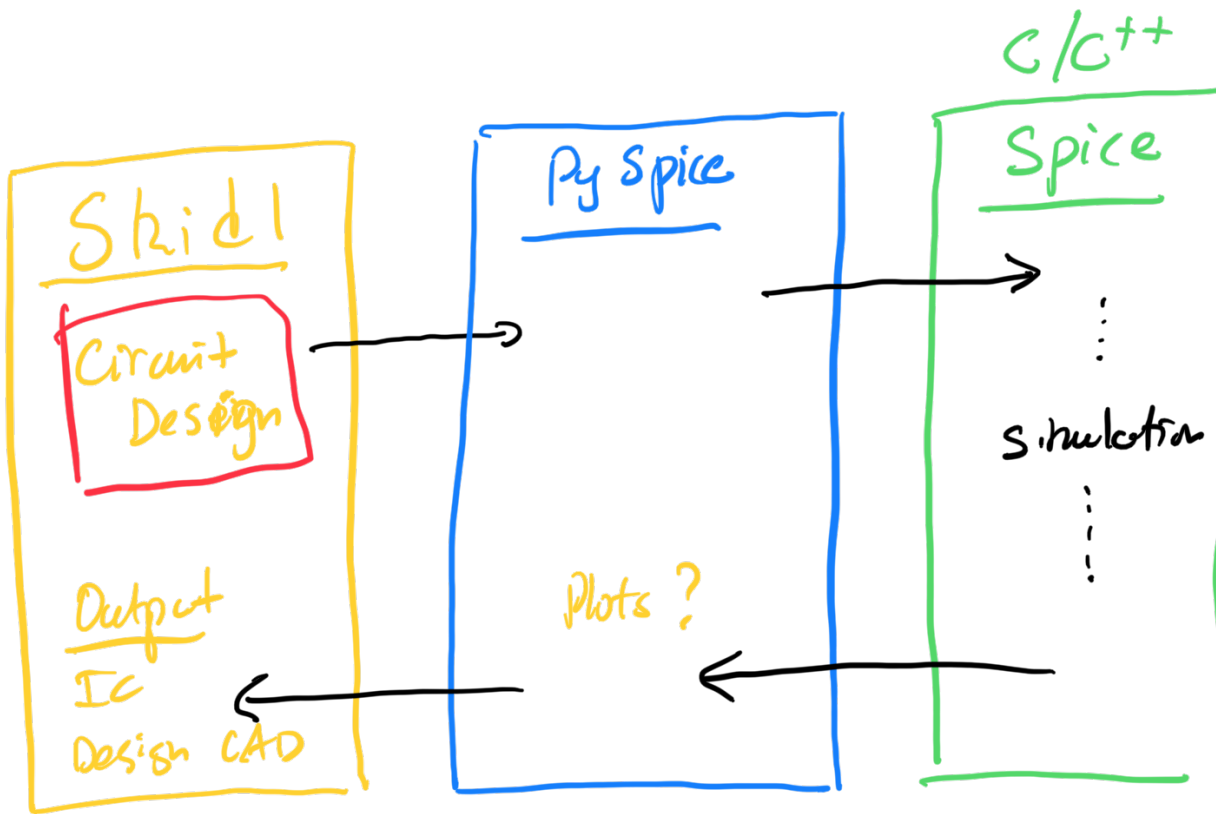 C/C++
Skidl
Circuit
Design
Output
IC
Design CAD
Py Spice
Plots ?
Spice
simulation